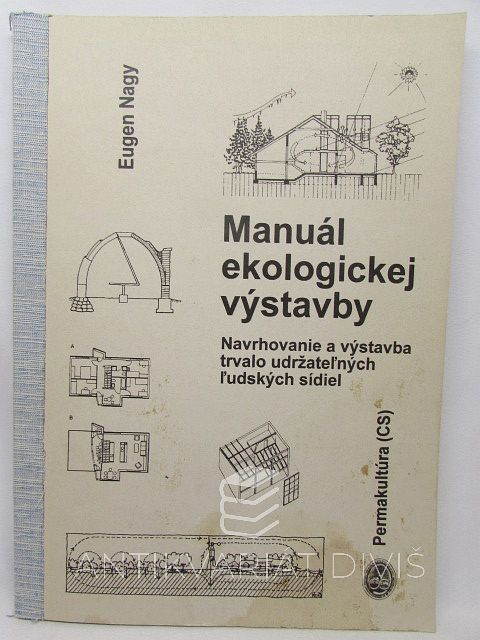 Eugen Nagy
Manuál
ekologickej
výstavby
Navrhovanie a výstavba
trvalo udržateľných
ľudských sídiel
A
B
Permakultúra (CS)
ANTIKVARIÁT DIVIŠ